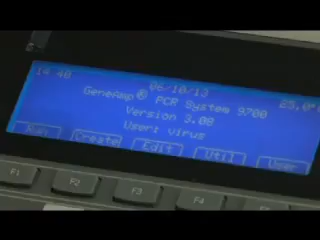 14 40 06/10/13 25.0°
GeneAmp® PCR System 9700
Version 3.08
User: virus
Run Create Edit Util User
F1 F2 F3 F4 F5